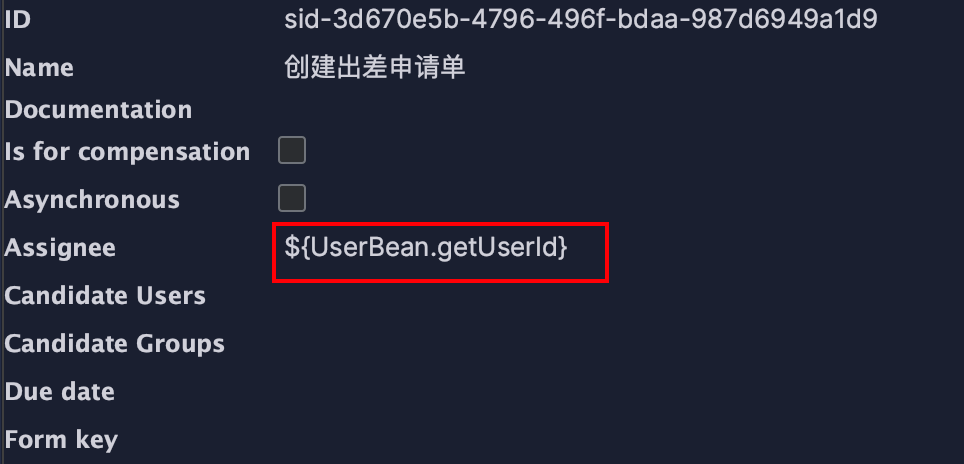 ID sid-3d670e5b-4796-496f-bdaa-987d6949a1d9
Name 创建出差申请单
Documentation
Is for compensation
Asynchronous
Assignee ${UserBean.getUserId}
Candidate Users
Candidate Groups
Due date
Form key